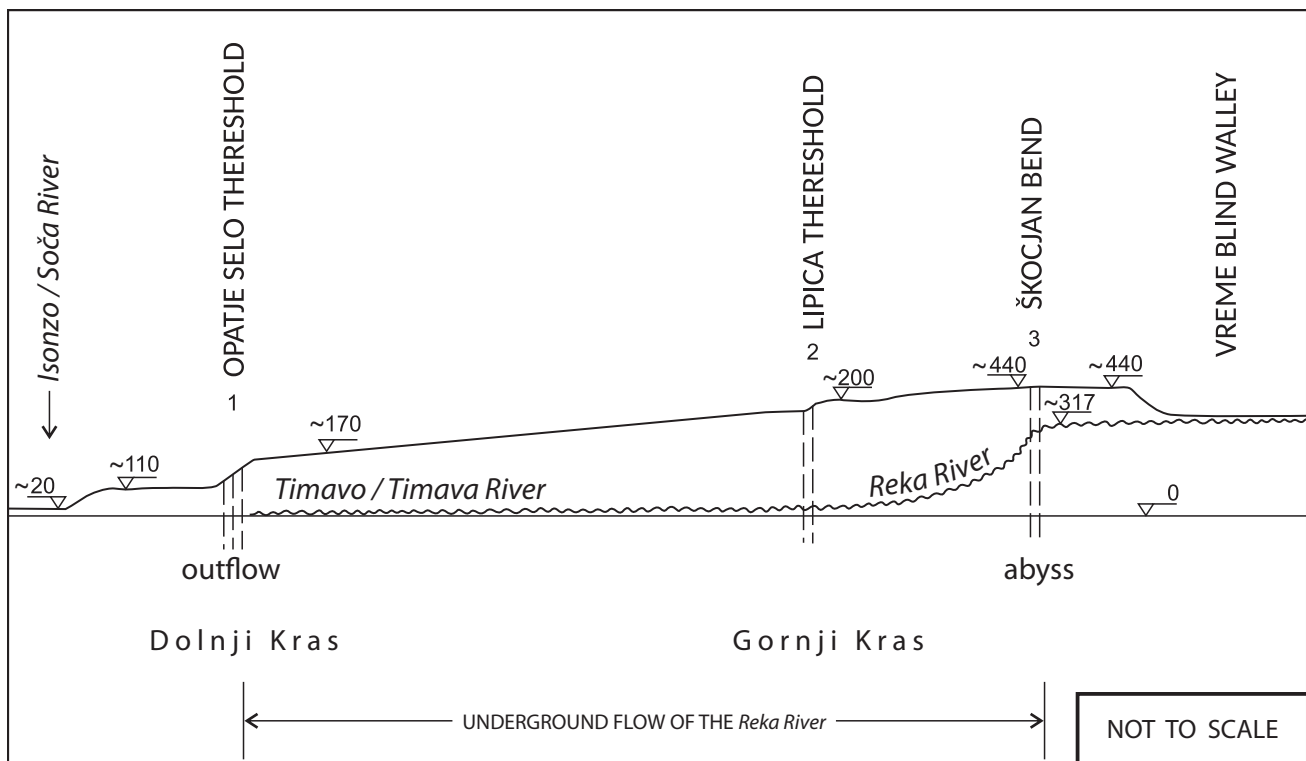 Isonzo / Soča River
OPATJE SELO THERESHOLD
LIPICA THERESHOLD
ŠKOCJAN BEND
VREME BLIND WALLEY
1
2
3
~20
~110
~170
~200
~440
~440
~317
0
Timavo / Timava River
Reka River
outflow
abyss
Dolnji Kras
Gornji Kras
UNDERGROUND FLOW OF THE Reka River
NOT TO SCALE